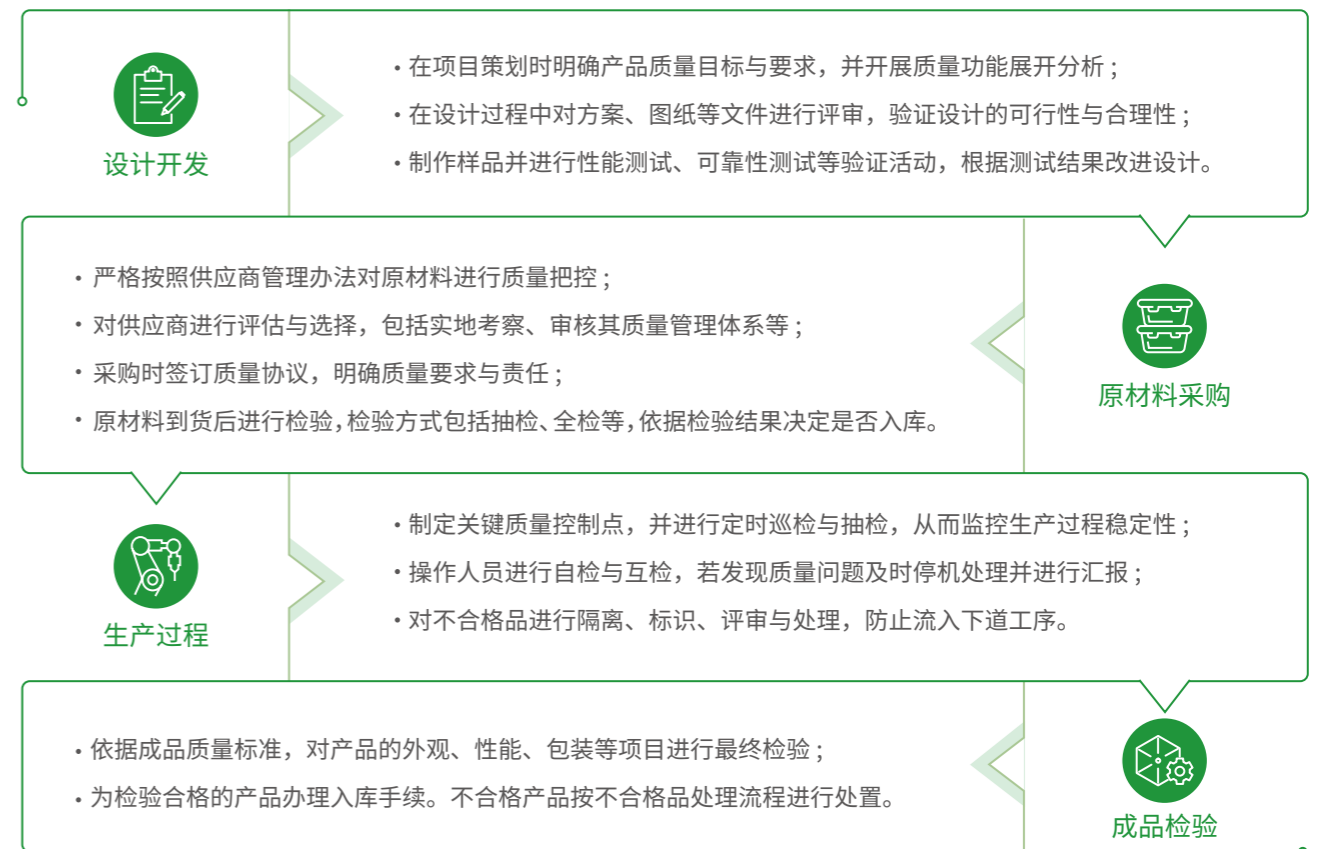 设计开发
·在项目策划时明确产品质量目标与要求，并开展质量功能展开分析；
·在设计过程中对方案、图纸等文件进行评审，验证设计的可行性与合理性；
·制作样品并进行性能测试、可靠性测试等验证活动，根据测试结果改进设计。
原材料采购
·严格按照供应商管理办法对原材料进行质量把控；
·对供应商进行评估与选择，包括实地考察、审核其质量管理体系等；
·采购时签订质量协议，明确质量要求与责任；
·原材料到货后进行检验，检验方式包括抽检、全检等，依据检验结果决定是否入库。
生产过程
·制定关键质量控制点，并进行定时巡检与抽检，从而监控生产过程稳定性；
·操作人员进行自检与互检，若发现质量问题及时停机处理并进行汇报；
·对不合格品进行隔离、标识、评审与处理，防止流入下道工序。
成品检验
·依据成品质量标准，对产品的外观、性能、包装等项目进行最终检验；
·为检验合格的产品办理入库手续。不合格产品按不合格品处理流程进行处置。